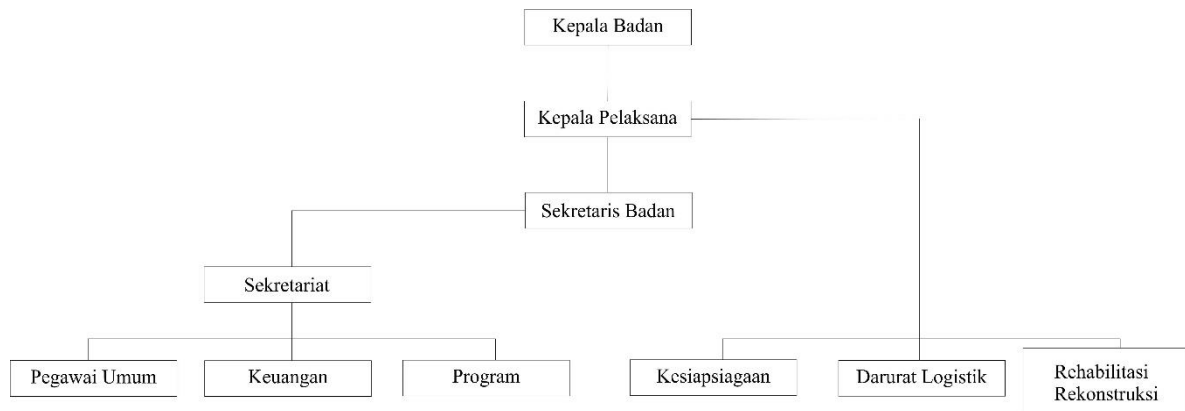 Kepala Badan
Kepala Pelaksana
Sekretaris Badan
Sekretariat
Pegawai Umum
Keuangan
Program
Kesiapsiagaan
Darurat Logistik
Rehabilitasi
Rekonstruksi